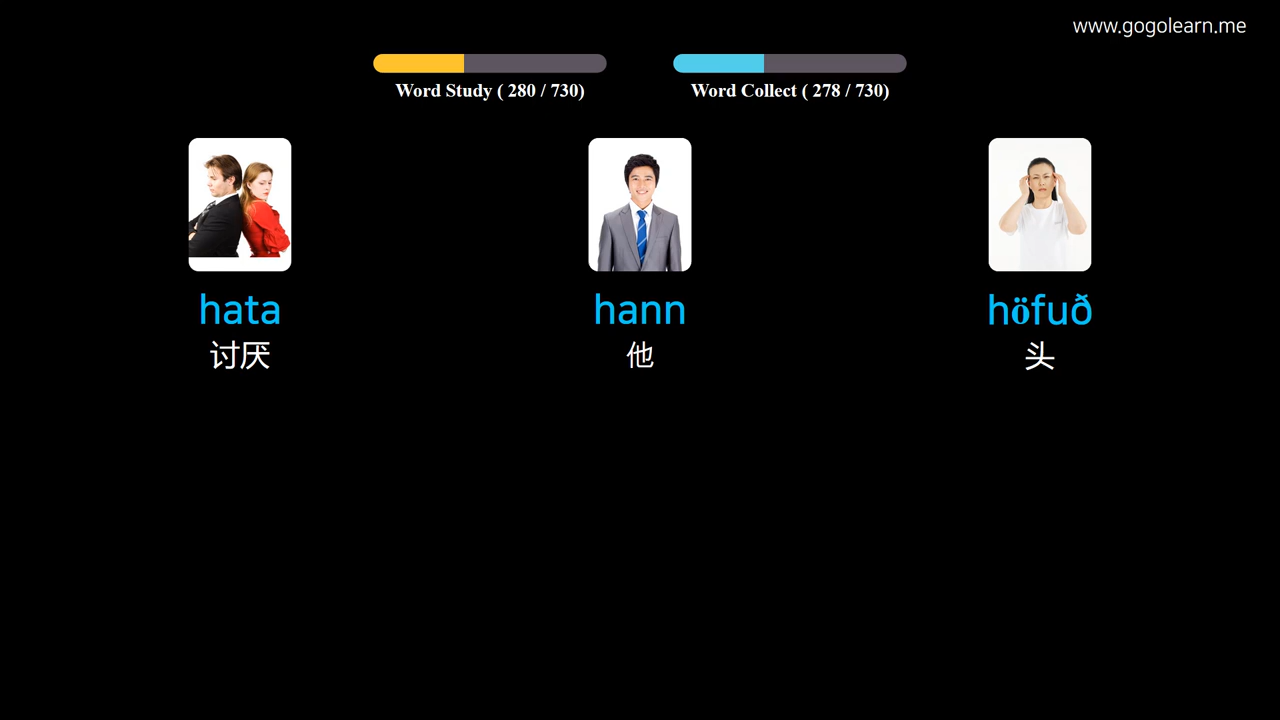 www.gogolearn.me
Word Study ( 280 / 730)
Word Collect ( 278 / 730)
hata
讨厌
hann
他
höfuð
头